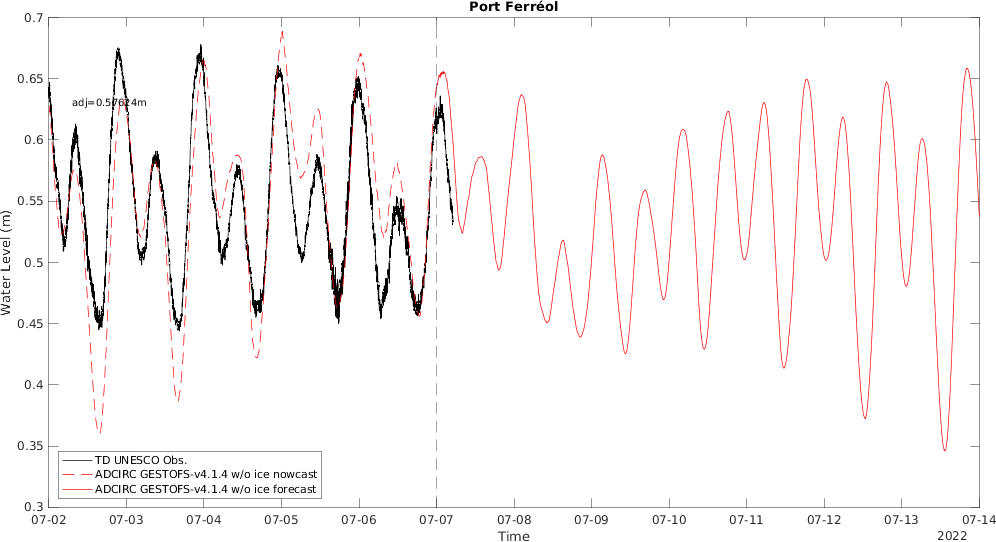 Port Ferréol
0.7
0.65
0.6
0.55
0.5
0.45
0.4
0.35
0.3
Water Level (m)
adj=0.57624m
TD UNESCO Obs.
ADCIRC GESTOFS-v4.1.4 w/o ice nowcast
ADCIRC GESTOFS-v4.1.4 w/o ice forecast
07-02 07-03 07-04 07-05 07-06 07-07 07-08 07-09 07-10 07-11 07-12 07-13 07-14
Time
2022